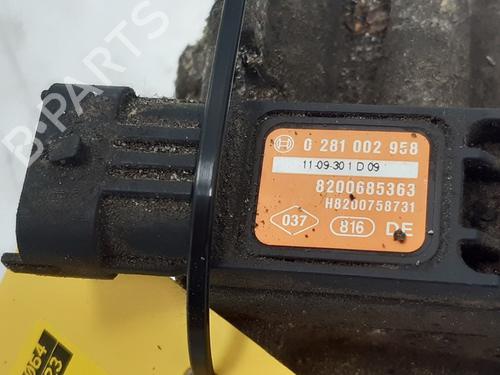 B-PARTS
0 281 002 958
11-09-30 1 D 09
8200685363
H8200758731
037
816
DE